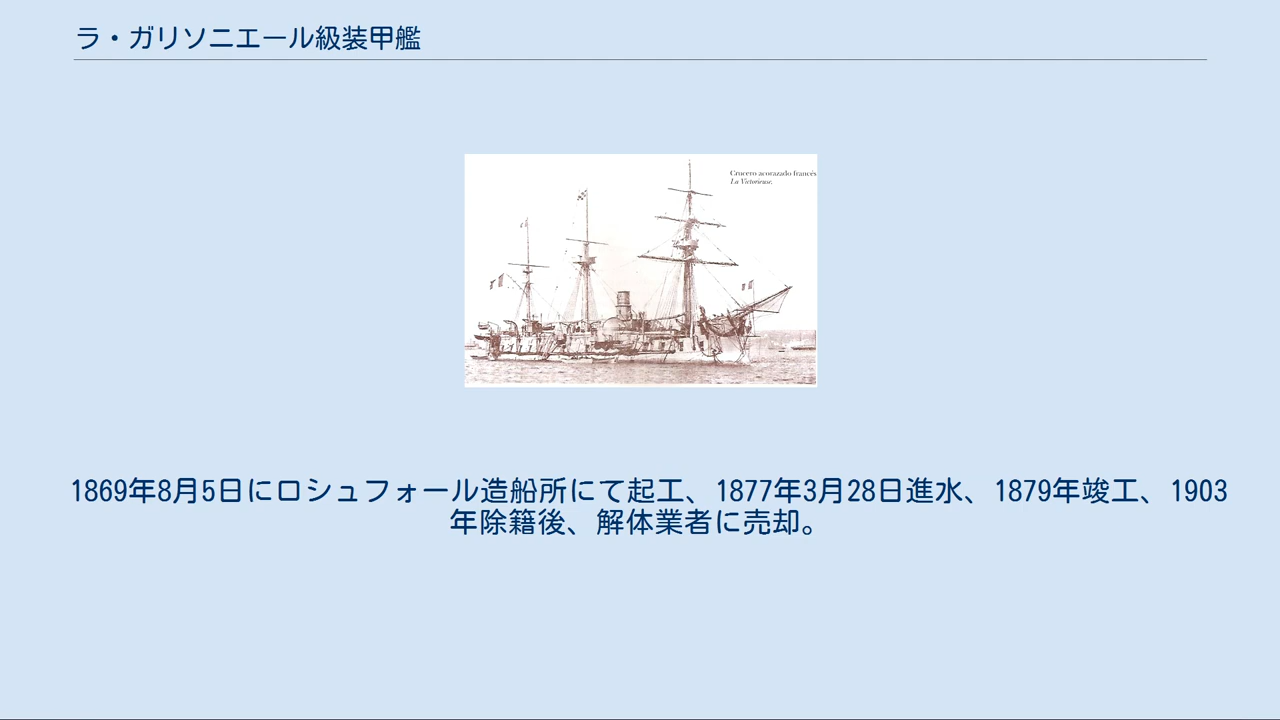 ラ・ガリソニエール級装甲艦
Crucero acorazado francés
La Victorieuse.
1869年8月5日にロシュフォール造船所にて起工、1877年3月28日進水、1879年竣工、1903
年除籍後、解体業者に売却。